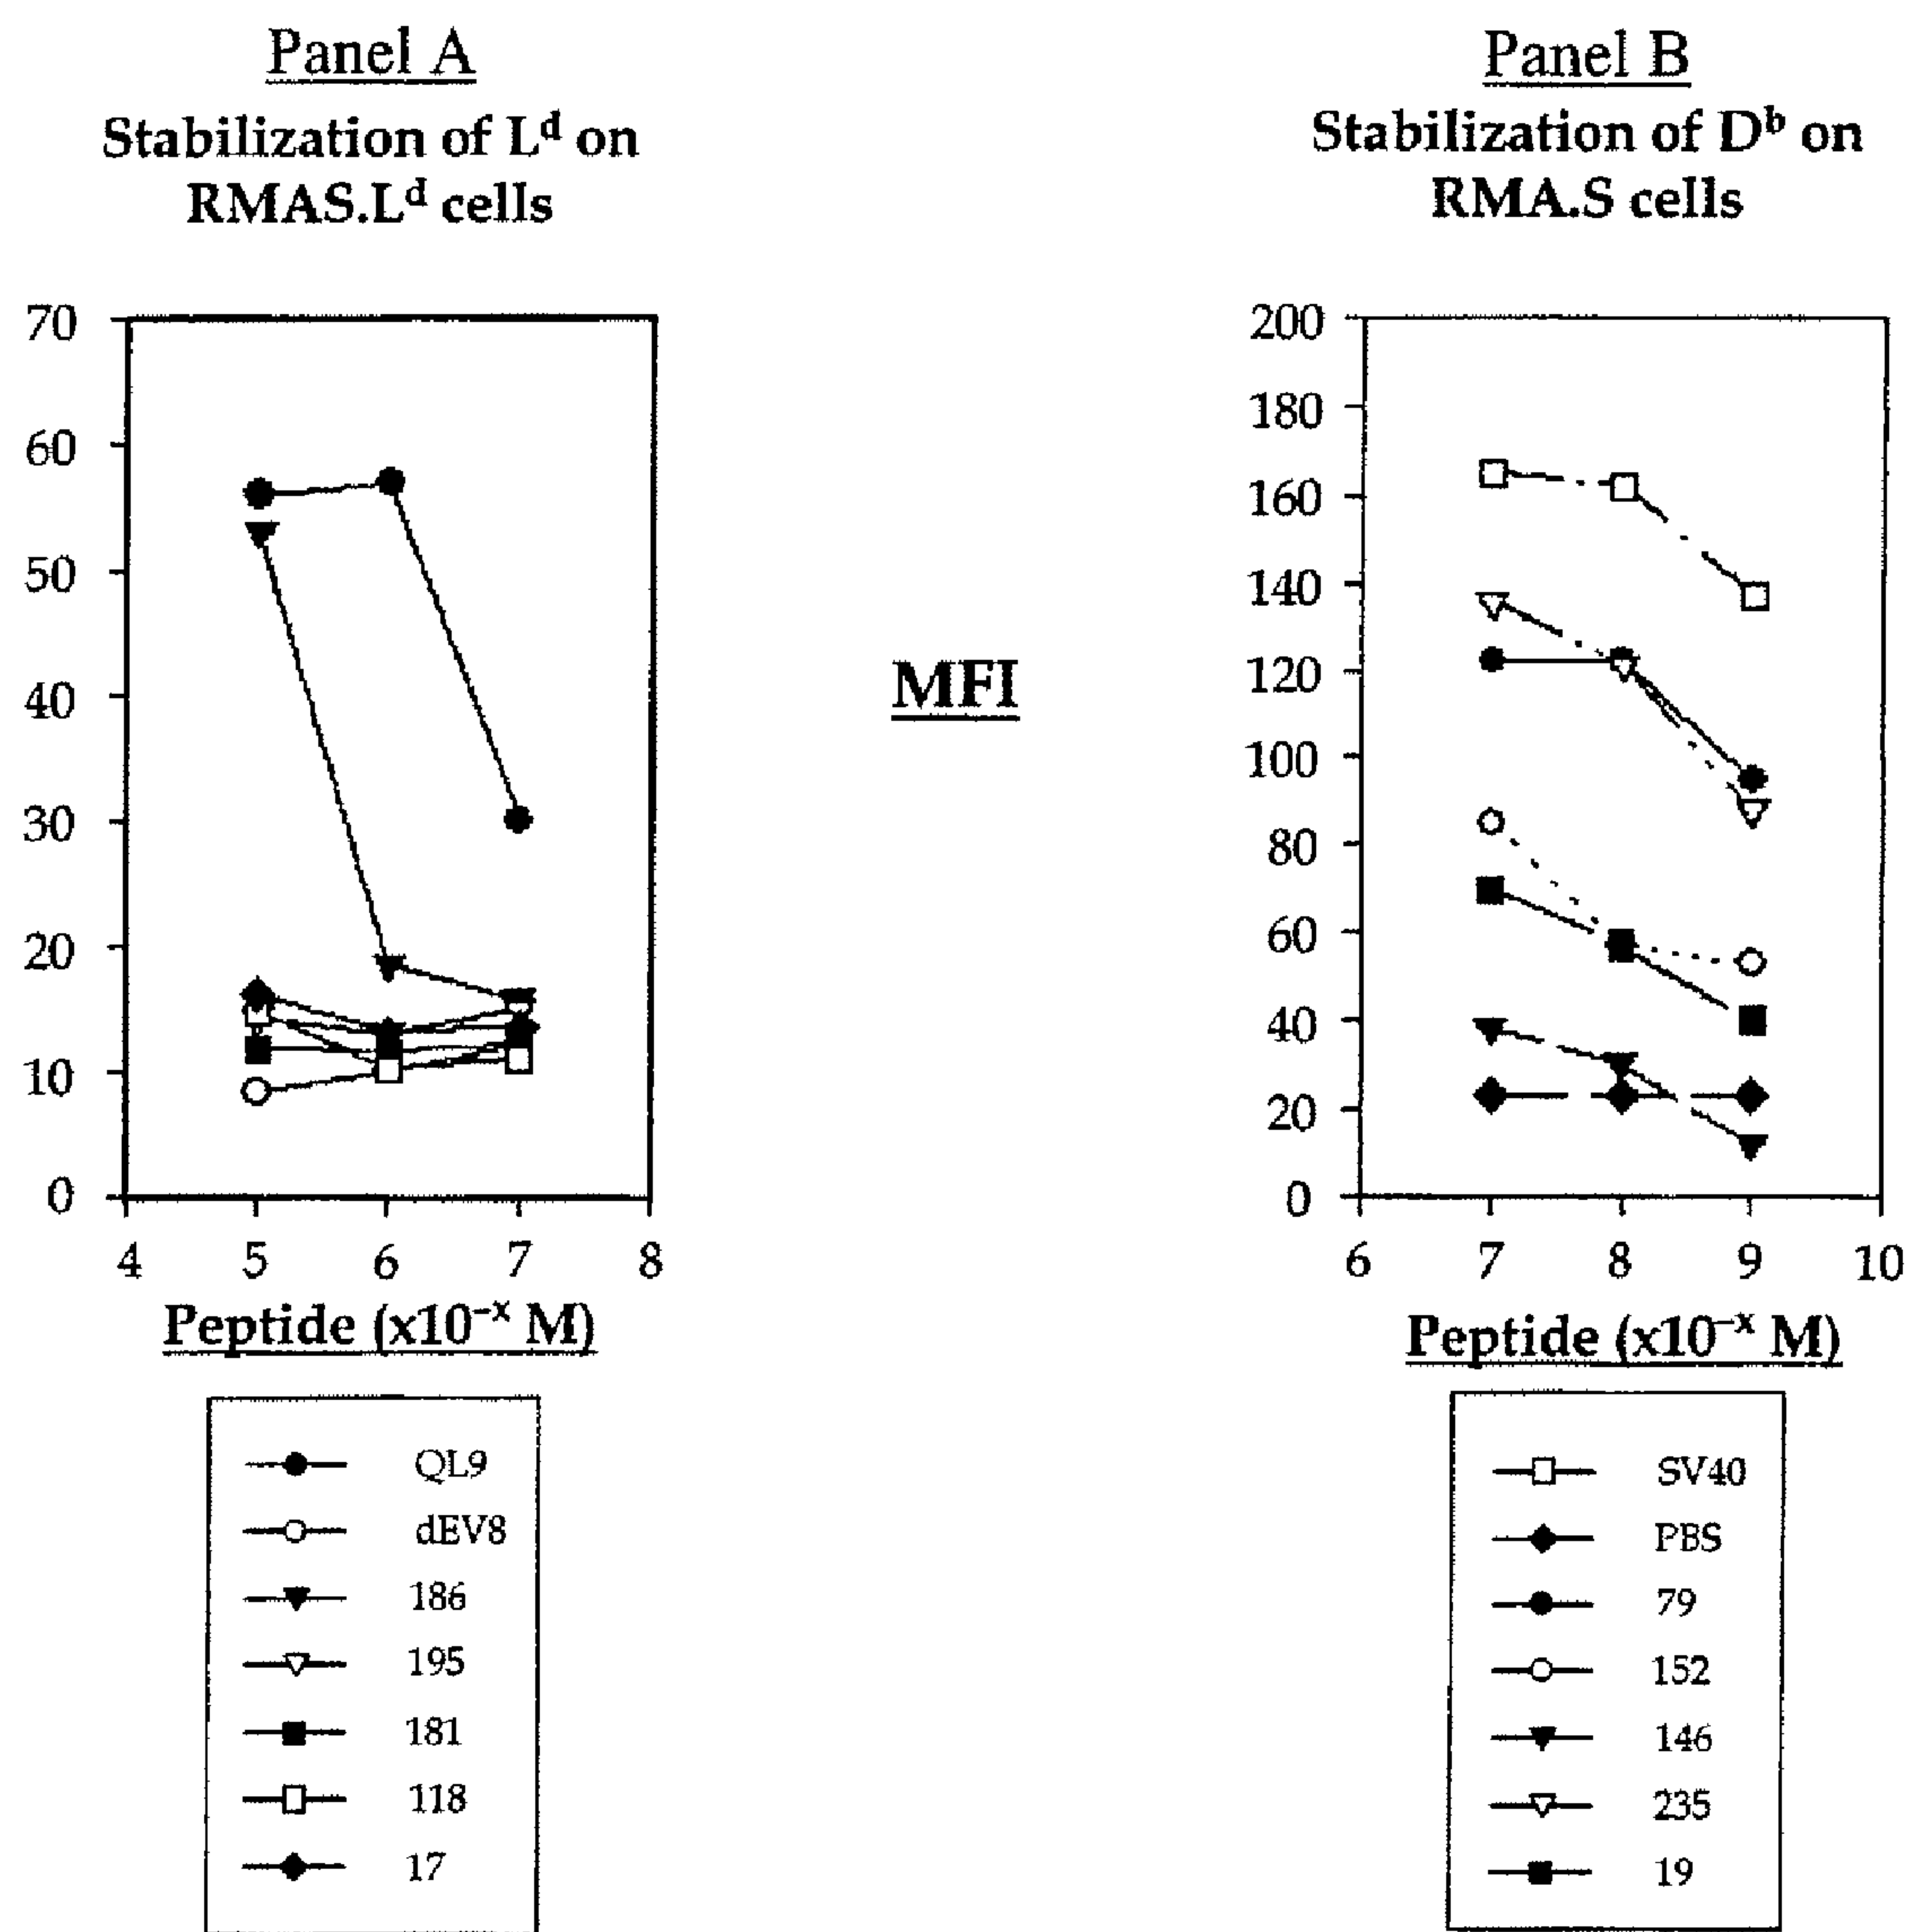 Panel A
Stabilization of Lᵈ on
RMAS.Lᵈ cells
70
60
50
40
30
20
10
0
4 5 6 7 8
Peptide (x10⁻ˣ M)
QL9
dEV8
186
195
181
118
17
MFI
Panel B
Stabilization of Dᵇ on
RMA.S cells
200
180
160
140
120
100
80
60
40
20
0
6 7 8 9 10
Peptide (x10⁻ˣ M)
SV40
PBS
79
152
146
235
19